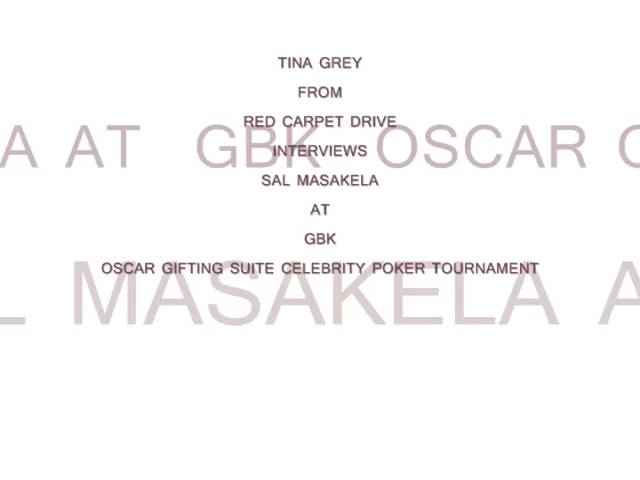 TINA GREY
FROM
RED CARPET DRIVE
A AT GBK OSCAR G
INTERVIEWS
SAL MASAKELA
AT
GBK
OSCAR GIFTING SUITE CELEBRITY POKER TOURNAMENT
L MASAKELA A